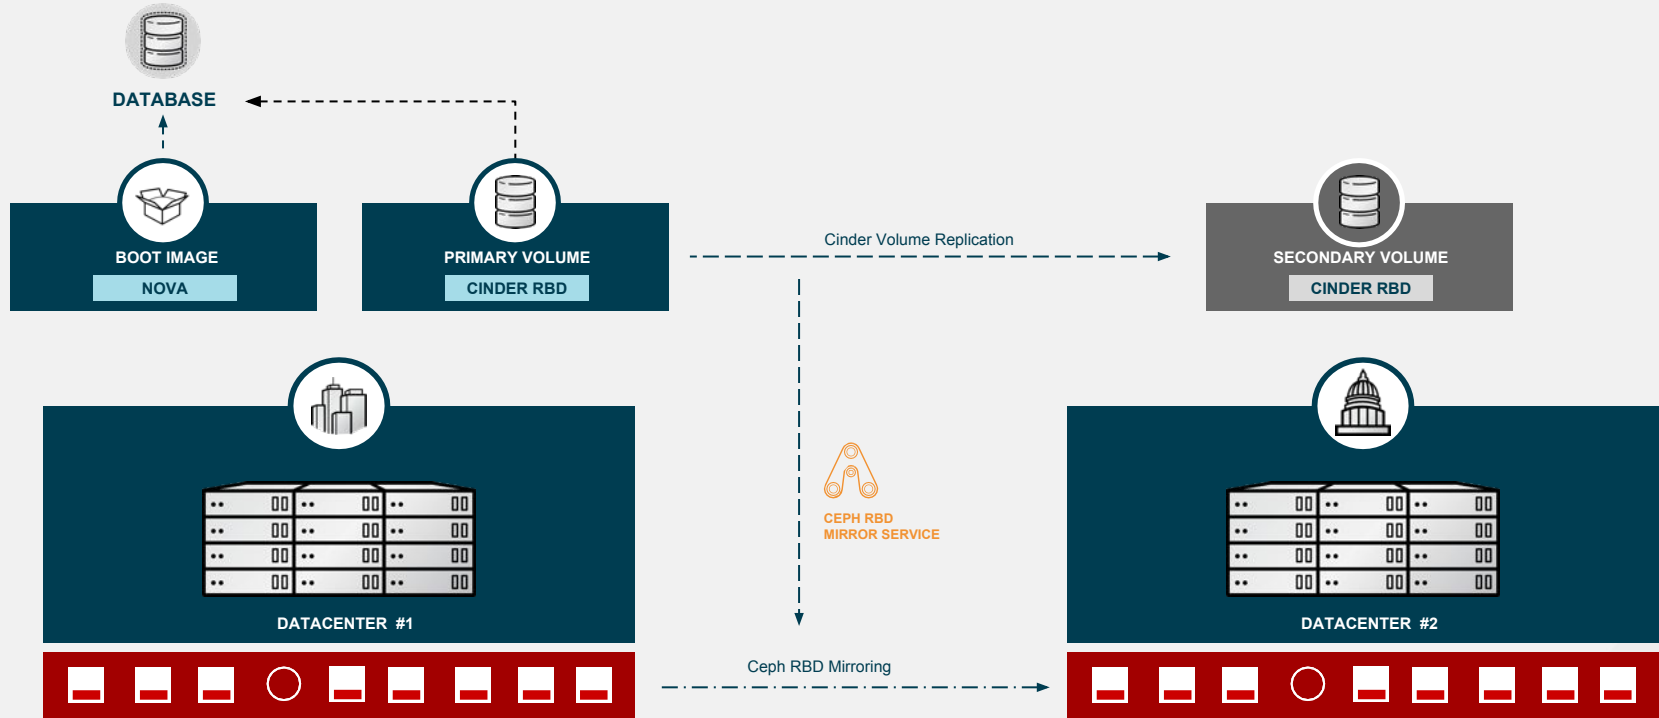 DATABASE
BOOT IMAGE
NOVA
PRIMARY VOLUME
CINDER RBD
Cinder Volume Replication
SECONDARY VOLUME
CINDER RBD
CEPH RBD
MIRROR SERVICE
DATACENTER #1
DATACENTER #2
Ceph RBD Mirroring